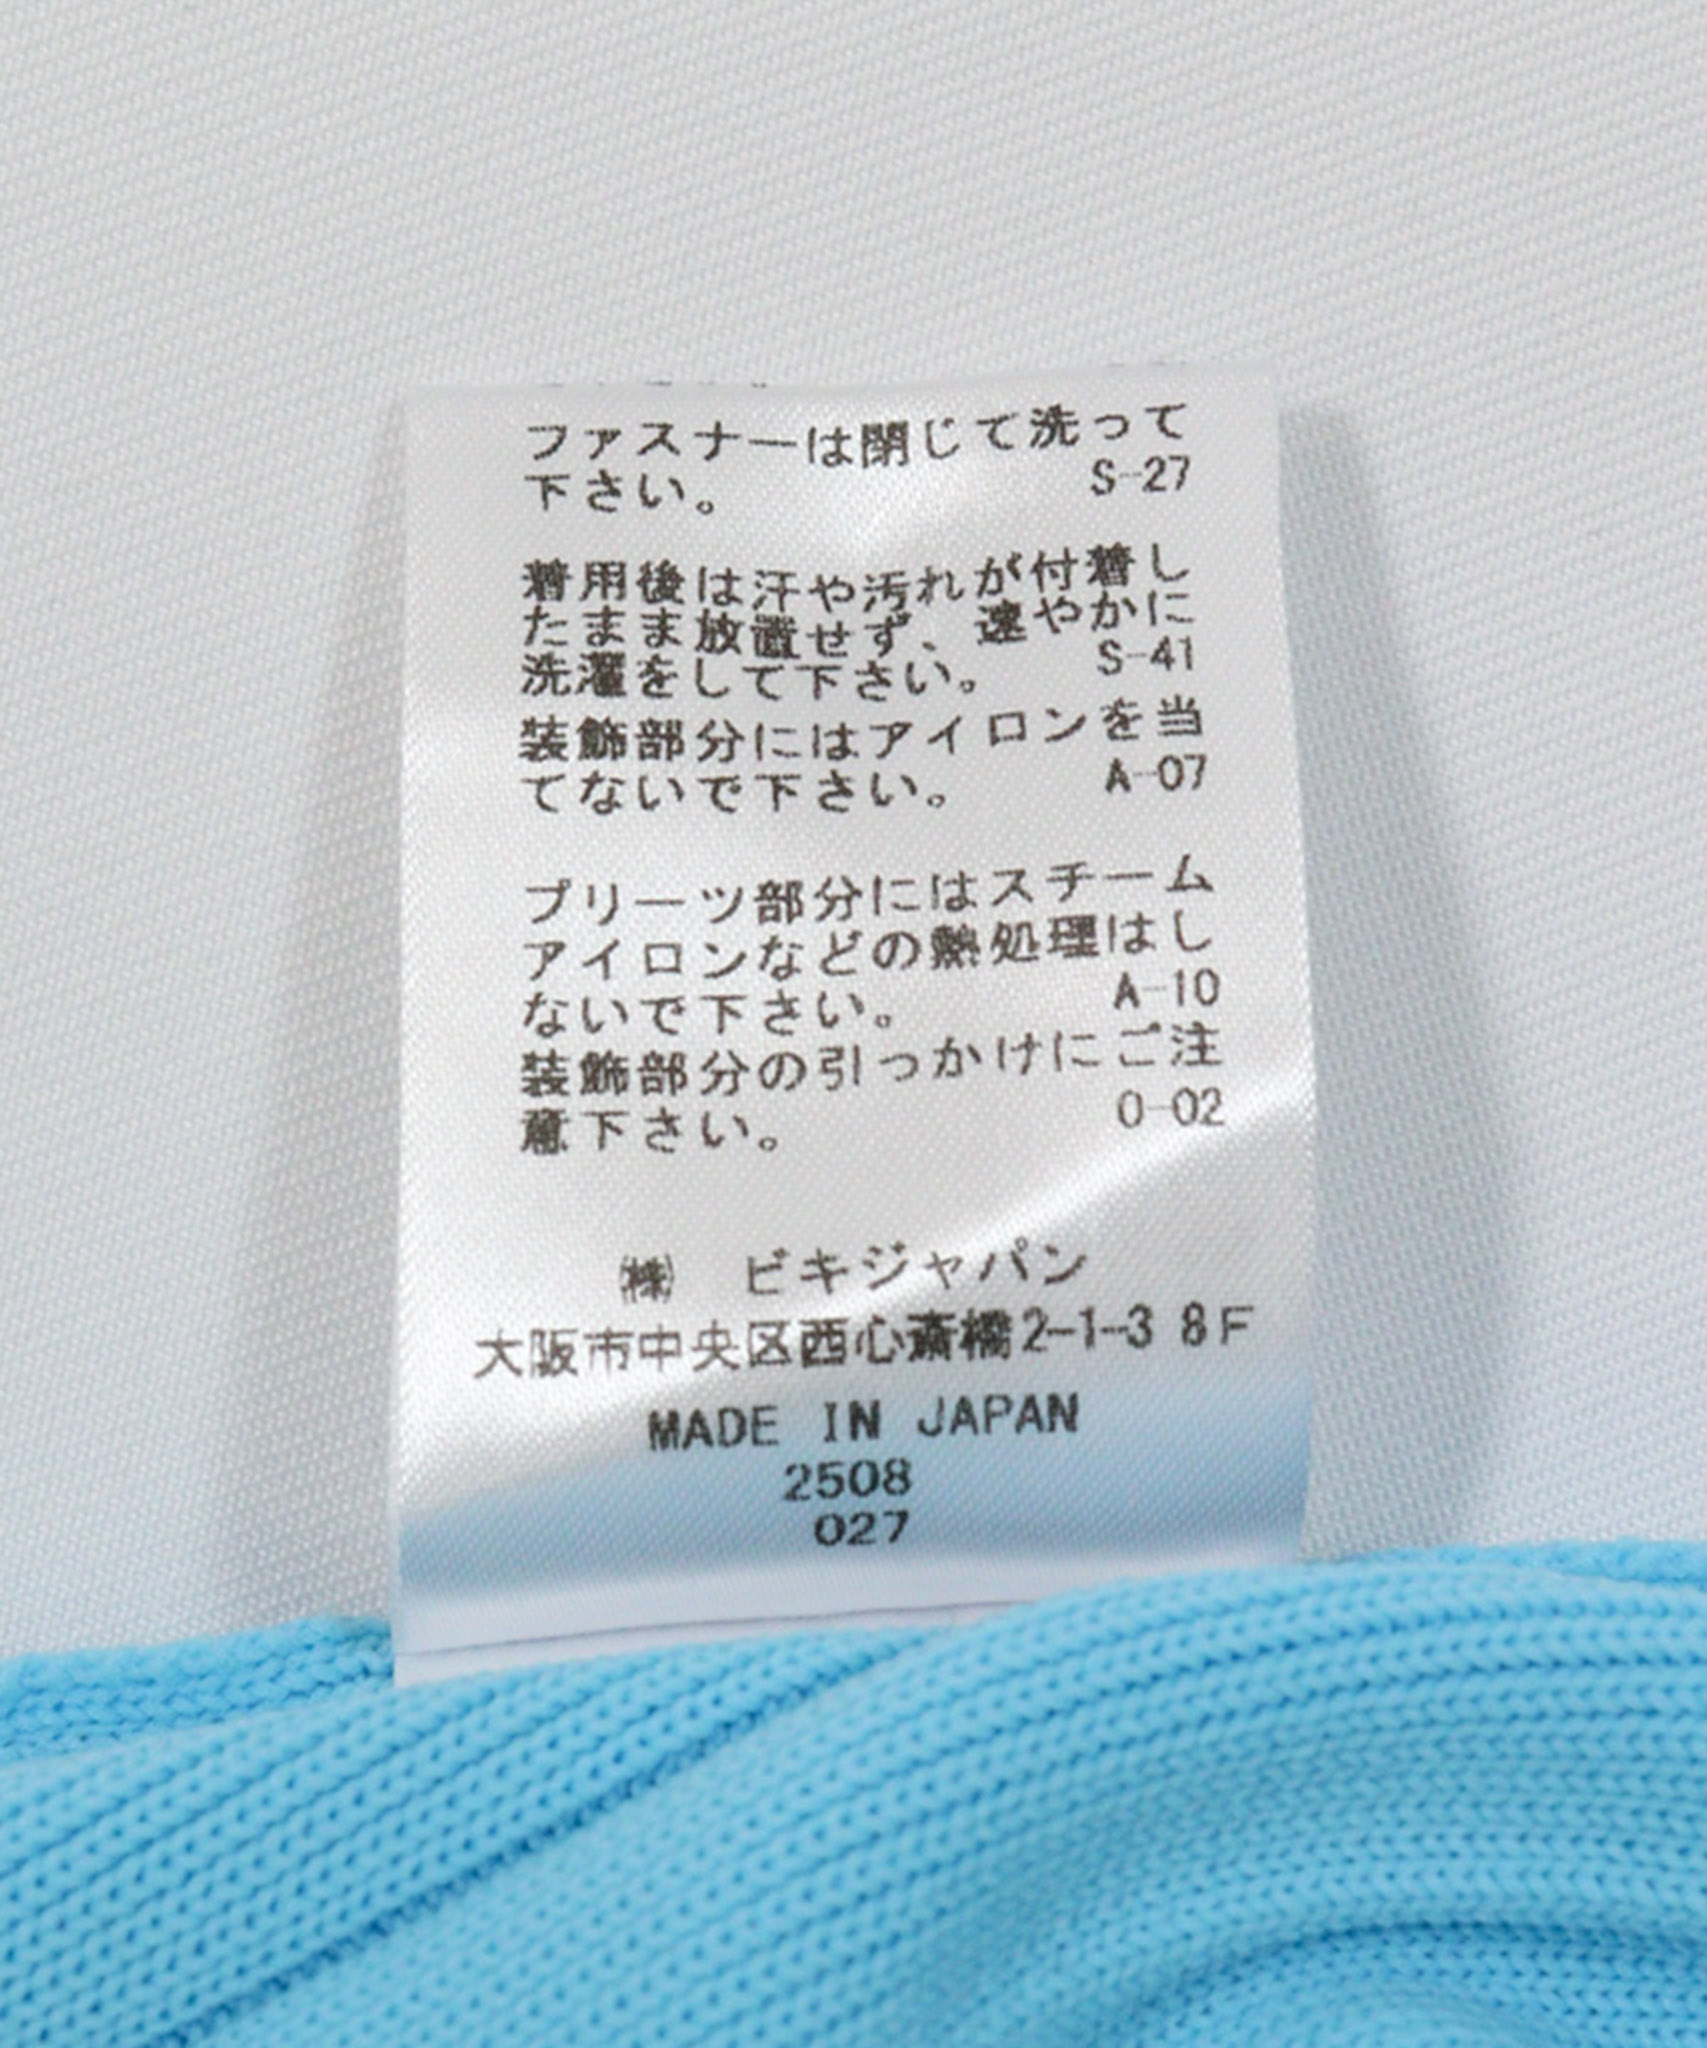 ファスナーは閉じて洗って
下さい。 S-27
着用後は汗や汚れが付着し
たまま放置せず、速やかに
洗濯をして下さい。 S-41
装飾部分にはアイロンを当
てないで下さい。 A-07
プリーツ部分にはスチーム
アイロンなどの熱処理はし
ないで下さい。 A-10
装飾部分の引っかけにご注
意下さい。 0-02
㈱ ビキジャパン
大阪市中央区西心斎橋2-1-3 8F
MADE IN JAPAN
2508
027